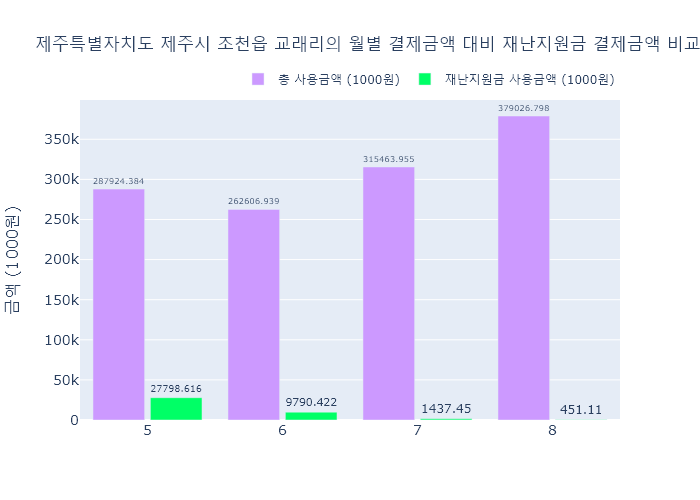 제주특별자치도 제주시 조천읍 교래리의 월별 결제금액 대비 재난지원금 결제금액 비교
총 사용금액 (1000원) 재난지원금 사용금액 (1000원)
금액 (1000원)
350k
300k
250k
200k
150k
100k
50k
0
287924.384
262606.939
315463.955
379026.798
27798.616
9790.422
1437.45
451.11
5 6 7 8